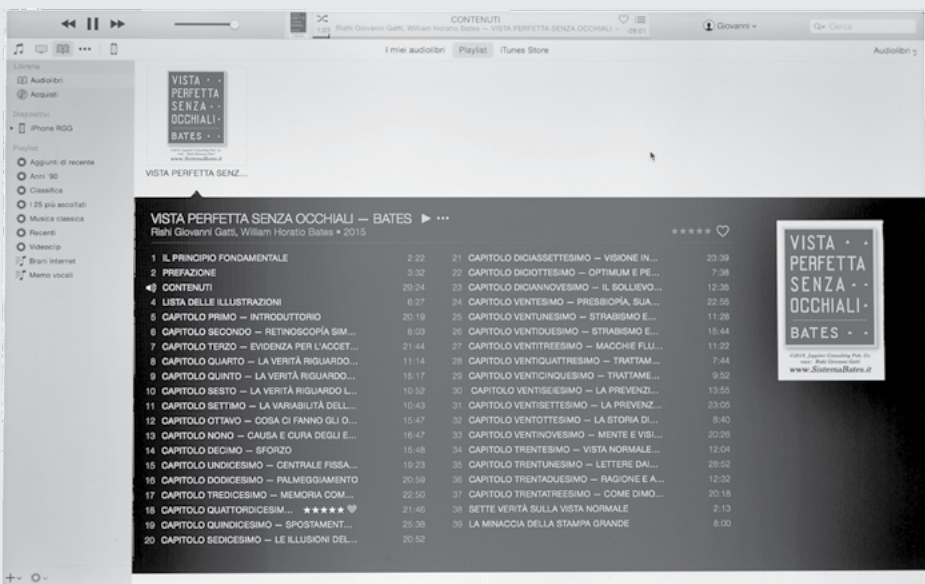 CONTENUTI
Rishi Giovanni Gatti, William Horatio Bates — VISTA PERFETTA SENZA OCCHIALI -
1:23
-28:01
Giovanni
Cerca
I miei audiolibri
Playlist
iTunes Store
Audiolibri
Libreria
Audiolibri
Acquisti
Dispositivi
iPhone RGG
Playlist
Aggiunti di recente
Anni '90
Classifica
I 25 più ascoltati
Musica classica
Recenti
Videoclip
Brani Internet
Memo vocali
VISTA
PERFETTA
SENZA
OCCHIALI
BATES
www.SistemaBates.it
VISTA PERFETTA SENZ...
VISTA PERFETTA SENZA OCCHIALI — BATES
Rishi Giovanni Gatti, William Horatio Bates • 2015
1 IL PRINCIPIO FONDAMENTALE 2:22
2 PREFAZIONE 3:32
CONTENUTI 29:24
4 LISTA DELLE ILLUSTRAZIONI 6:27
5 CAPITOLO PRIMO — INTRODUTTORIO 20:19
6 CAPITOLO SECONDO — RETINOSCOPÍA SIM... 8:03
7 CAPITOLO TERZO — EVIDENZA PER L'ACCET... 21:44
8 CAPITOLO QUARTO — LA VERITÀ RIGUARDO... 11:14
9 CAPITOLO QUINTO — LA VERITÀ RIGUARDO... 15:17
10 CAPITOLO SESTO — LA VERITÀ RIGUARDO L... 10:52
11 CAPITOLO SETTIMO — LA VARIABILITÀ DELL... 10:43
12 CAPITOLO OTTAVO — COSA CI FANNO GLI O... 15:47
13 CAPITOLO NONO — CAUSA E CURA DEGLI E... 16:47
14 CAPITOLO DECIMO — SFORZO 15:48
15 CAPITOLO UNDICESIMO — CENTRALE FISSA... 19:23
16 CAPITOLO DODICESIMO — PALMEGGIAMENTO 20:59
17 CAPITOLO TREDICESIMO — MEMORIA COM... 22:50
18 CAPITOLO QUATTORDICESIM... ★★★★★ 21:46
19 CAPITOLO QUINDICESIMO — SPOSTAMENT... 25:38
20 CAPITOLO SEDICESIMO — LE ILLUSIONI DEL... 20:52
21 CAPITOLO DICIASSETTESIMO — VISIONE IN... 23:39
22 CAPITOLO DICIOTTESIMO — OPTIMUM E PE... 7:38
23 CAPITOLO DICIANNOVESIMO — IL SOLLIEVO... 12:35
24 CAPITOLO VENTESIMO — PRESBIOPÍA, SUA... 22:55
25 CAPITOLO VENTUNESIMO — STRABISMO E... 11:28
26 CAPITOLO VENTIDUESIMO — STRABISMO E... 15:44
27 CAPITOLO VENTITREESIMO — MACCHIE FLU... 11:22
28 CAPITOLO VENTIQUATTRESIMO — TRATTAM... 7:44
29 CAPITOLO VENTICINQUESIMO — TRATTAME... 9:52
30 CAPITOLO VENTISEIESIMO — LA PREVENZI... 13:55
31 CAPITOLO VENTISETTESIMO — LA PREVENZ... 23:05
32 CAPITOLO VENTOTTESIMO — LA STORIA DI... 8:40
33 CAPITOLO VENTINOVESIMO — MENTE E VISI... 20:26
34 CAPITOLO TRENTESIMO — VISTA NORMALE... 12:04
35 CAPITOLO TRENTUNESIMO — LETTERE DAI... 28:52
36 CAPITOLO TRENTADUESIMO — RAGIONE E A... 12:32
37 CAPITOLO TRENTATREESIMO — COME DIMO... 20:18
38 SETTE VERITÀ SULLA VISTA NORMALE 2:13
39 LA MINACCIA DELLA STAMPA GRANDE 8:00
VISTA
PERFETTA
SENZA
OCCHIALI
BATES
©2015, Juppiter Consulting Pub. Co.
voce: Rishi Giovanni Gatti
www.SistemaBates.it